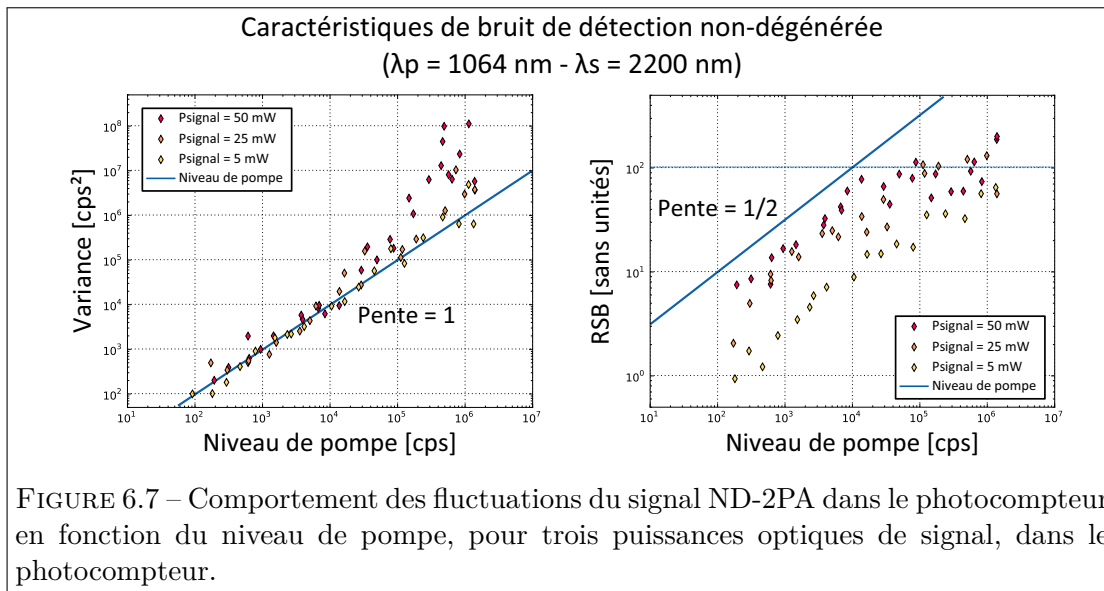 Caractéristiques de bruit de détection non-dégénérée
(λp = 1064 nm - λs = 2200 nm)
Variance [cps²]
10⁸
10⁷
10⁶
10⁵
10⁴
10³
10²
Psignal = 50 mW
Psignal = 25 mW
Psignal = 5 mW
Niveau de pompe
Pente = 1
10¹ 10² 10³ 10⁴ 10⁵ 10⁶ 10⁷
Niveau de pompe [cps]
RSB [sans unités]
10²
10¹
10⁰
Pente = 1/2
Psignal = 50 mW
Psignal = 25 mW
Psignal = 5 mW
Niveau de pompe
10¹ 10² 10³ 10⁴ 10⁵ 10⁶ 10⁷
Niveau de pompe [cps]
FIGURE 6.7 – Comportement des fluctuations du signal ND-2PA dans le photocompteur
en fonction du niveau de pompe, pour trois puissances optiques de signal, dans le
photocompteur.